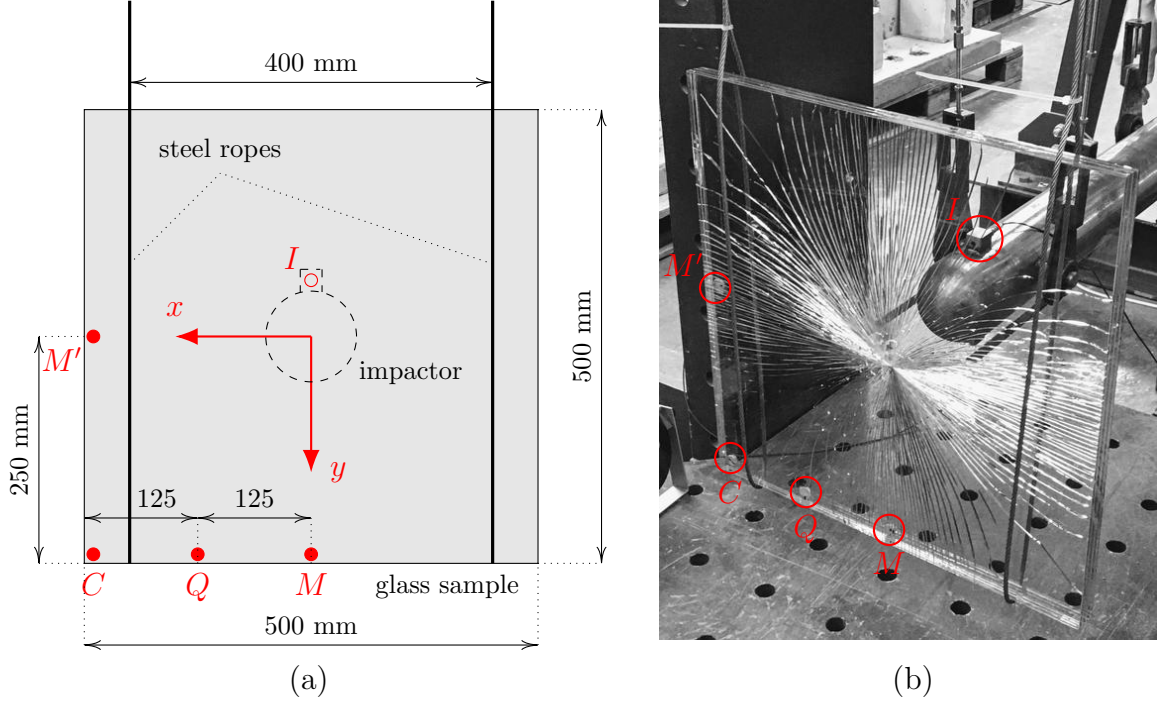 400 mm
steel ropes
I
x
M′
impactor
500 mm
250 mm
y
125
125
C
Q
M
glass sample
500 mm
(a)
I
M′
C
Q
M
(b)